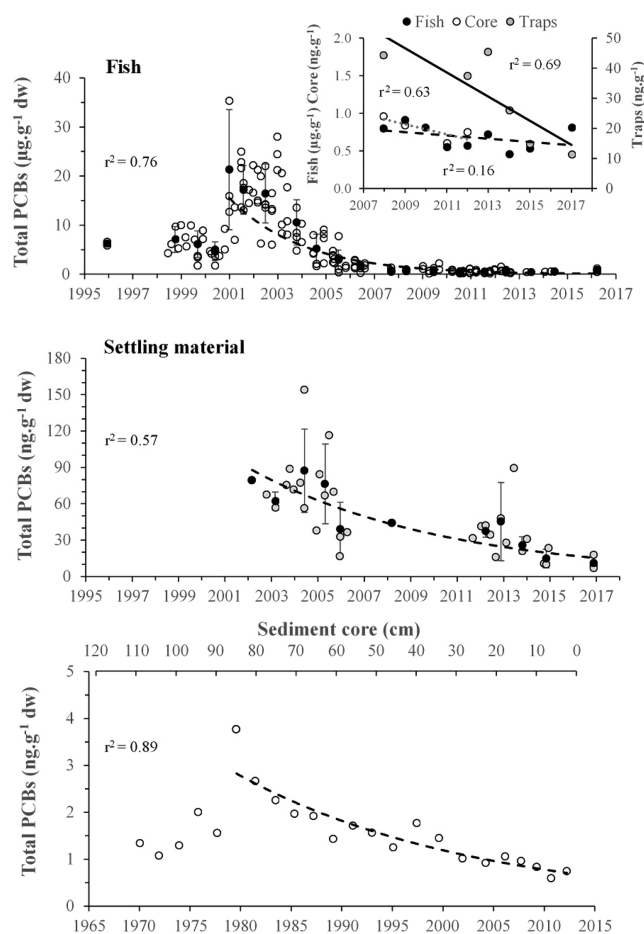 Fish Core Traps
Fish
Total PCBs (µg.g-1 dw)
40
30
20
10
0
r2 = 0.76
1995 1997 1999 2001 2003 2005 2007 2009 2011 2013 2015 2017
Fish (µg.g-1) Core (ng.g-1)
2.0
1.5
1.0
0.5
0.0
r2 = 0.69
r2 = 0.63
r2 = 0.16
50
40
30
20
10
0
Traps (ng.g-1)
2007 2009 2011 2013 2015 2017
Settling material
Total PCBs (ng.g-1 dw)
180
150
120
90
60
30
0
r2 = 0.57
1995 1997 1999 2001 2003 2005 2007 2009 2011 2013 2015 2017
Sediment core (cm)
120 110 100 90 80 70 60 50 40 30 20 10 0
Total PCBs (ng.g-1 dw)
5
4
3
2
1
0
r2 = 0.89
1965 1970 1975 1980 1985 1990 1995 2000 2005 2010 2015